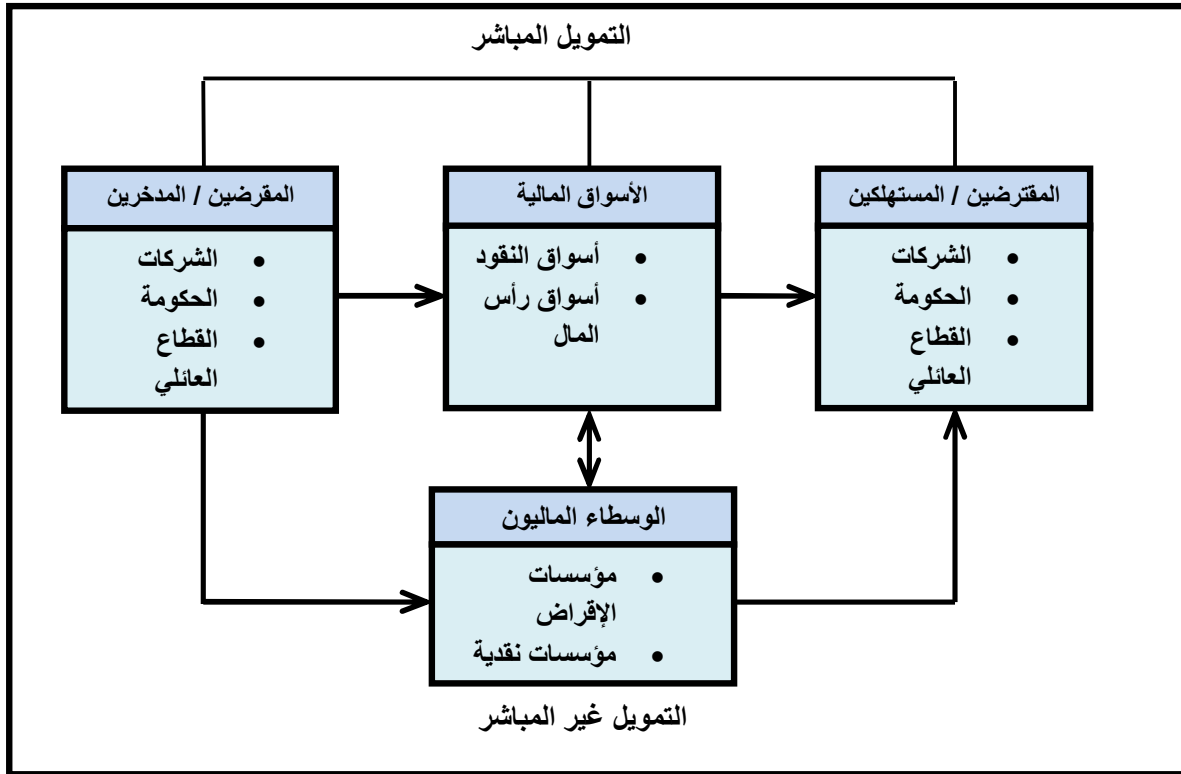 التمويل المباشر
المقرضين / المدخرين
• الشركات
• الحكومة
• القطاع
العائلي
الأسواق المالية
• أسواق النقود
• أسواق رأس
المال
المقترضين / المستهلكين
• الشركات
• الحكومة
• القطاع
العائلي
الوسطاء الماليون
• مؤسسات
الإقراض
• مؤسسات نقدية
التمويل غير المباشر